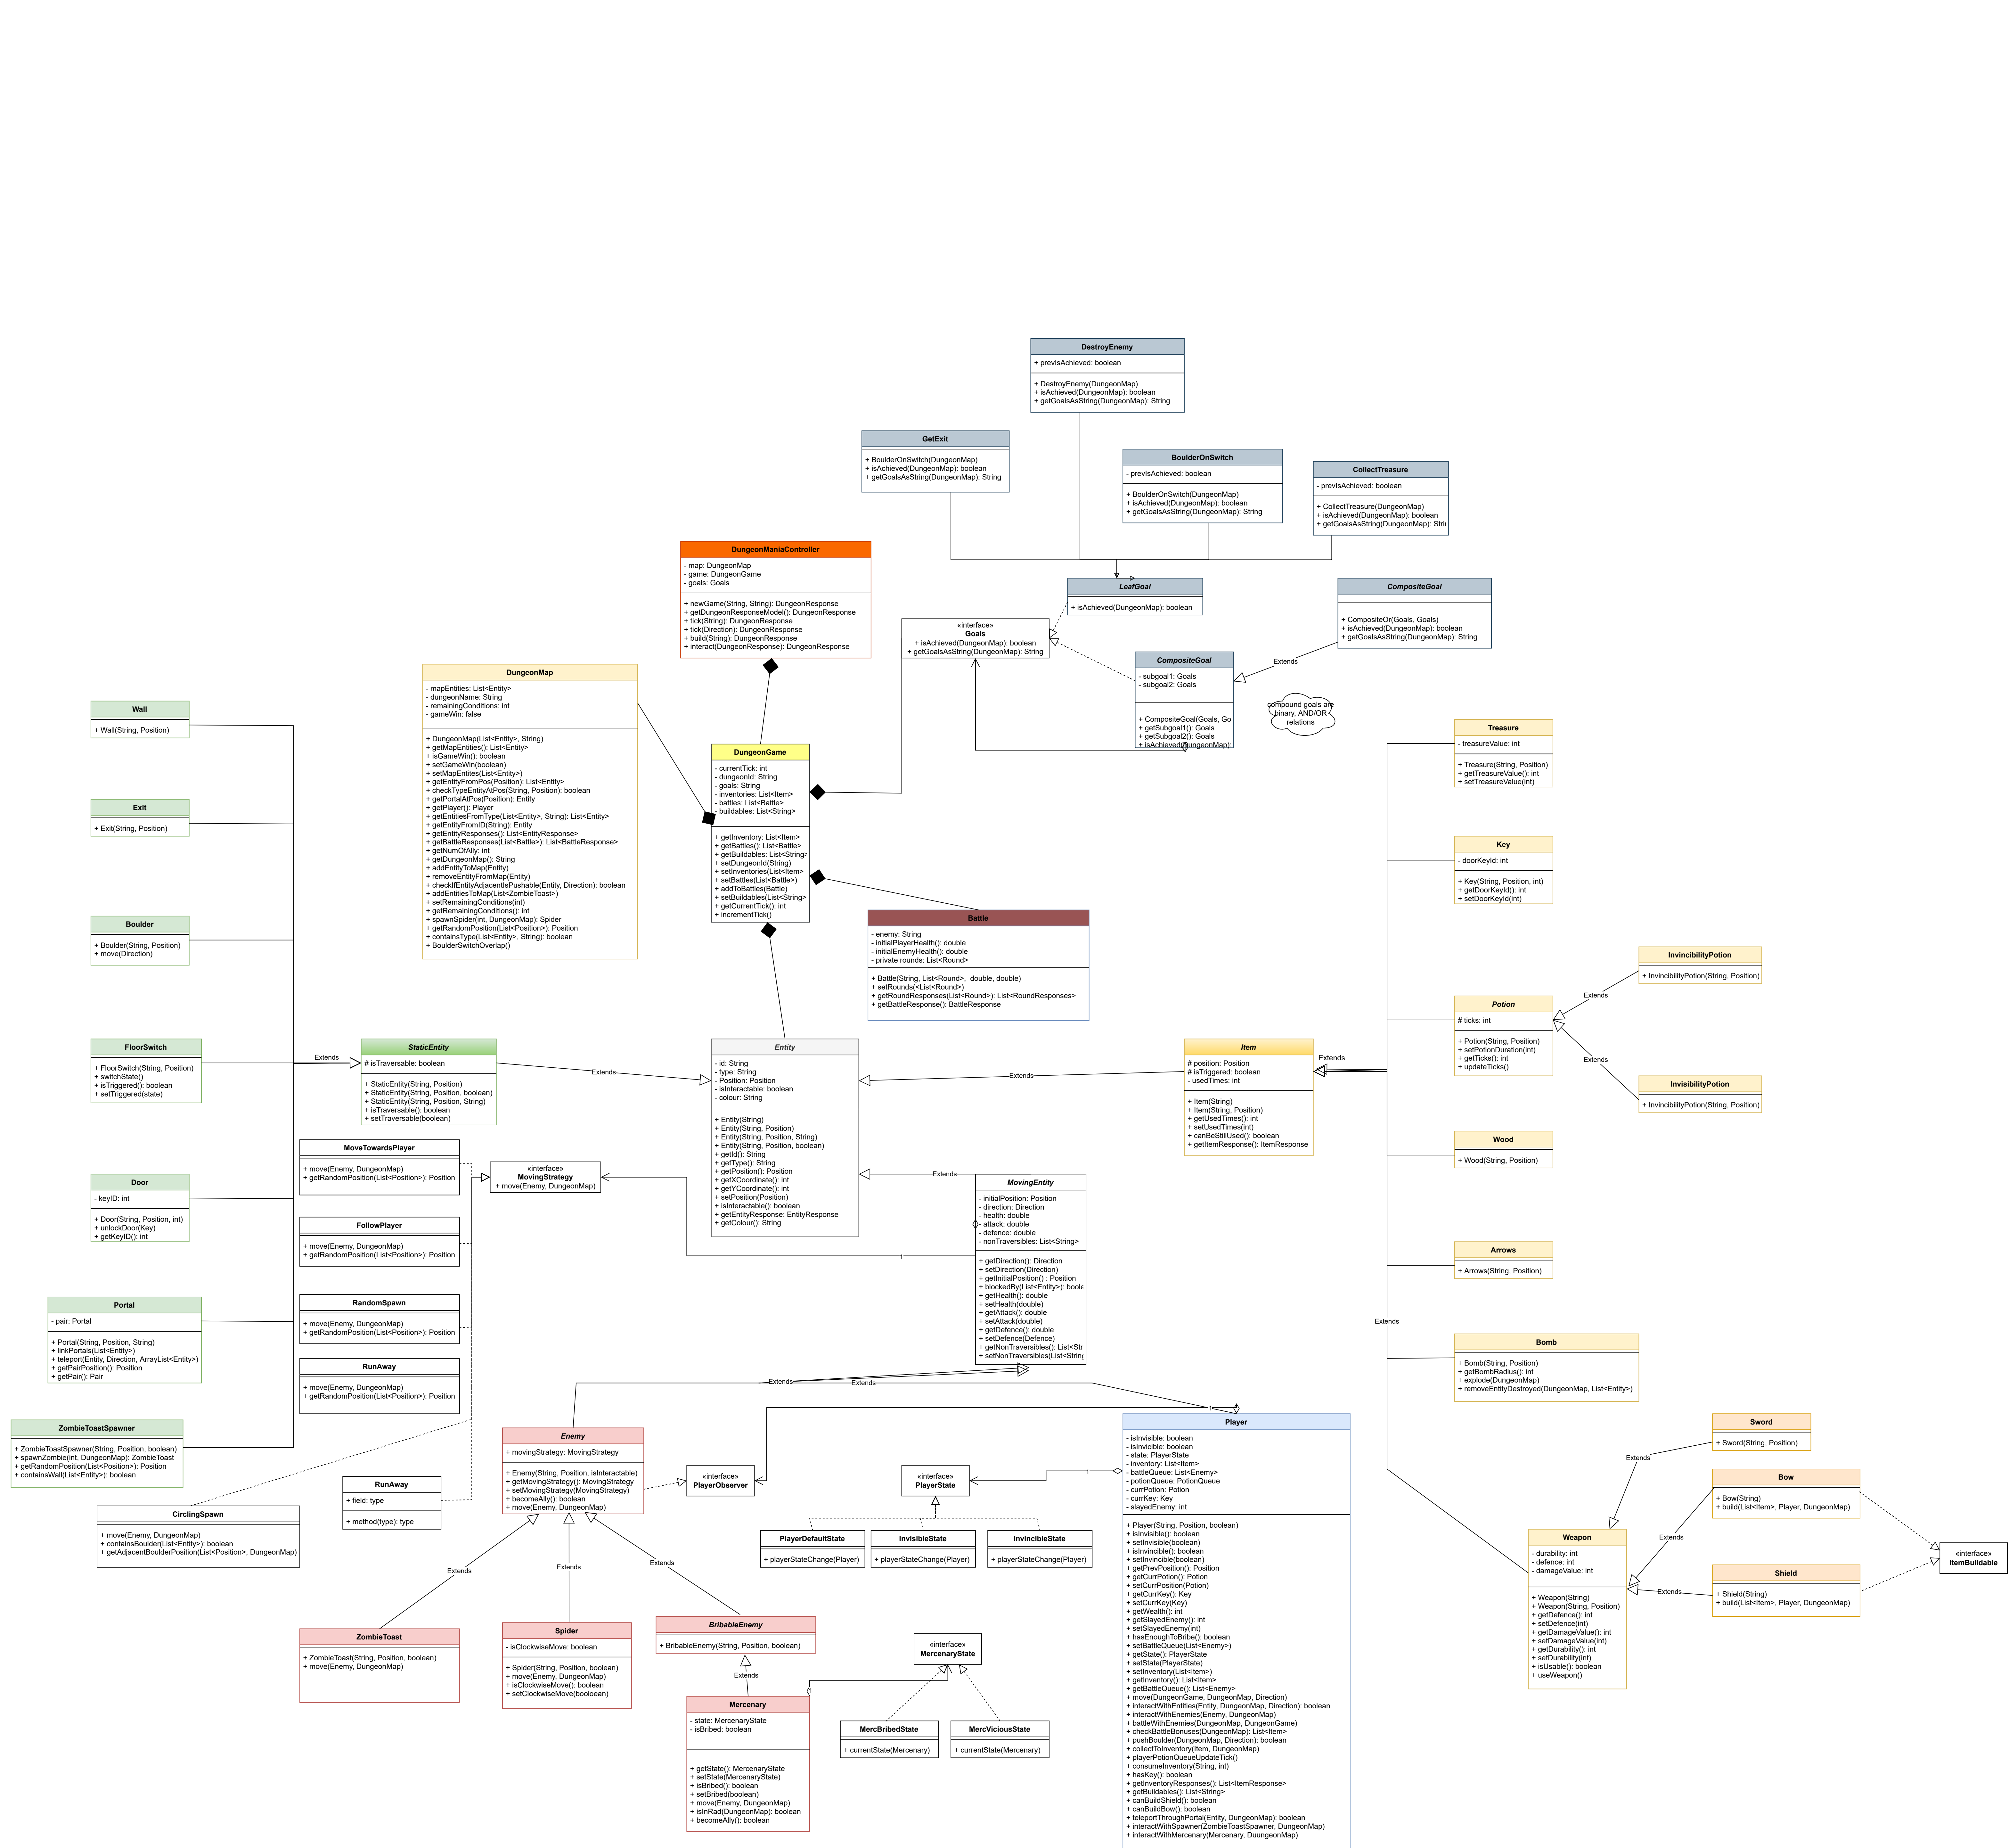 DestroyEnemy
+ prevIsAchieved: boolean
+ DestroyEnemy(DungeonMap)
+ isAchieved(DungeonMap): boolean
+ getGoalsAsString(DungeonMap): String
GetExit
+ BoulderOnSwitch(DungeonMap)
+ isAchieved(DungeonMap): boolean
+ getGoalsAsString(DungeonMap): String
BoulderOnSwitch
- prevIsAchieved: boolean
+ BoulderOnSwitch(DungeonMap)
+ isAchieved(DungeonMap): boolean
+ getGoalsAsString(DungeonMap): String
CollectTreasure
- prevIsAchieved: boolean
+ CollectTreasure(DungeonMap)
+ isAchieved(DungeonMap): boolean
+ getGoalsAsString(DungeonMap): Stri
DungeonManiaController
- map: DungeonMap
- game: DungeonGame
- goals: Goals
+ newGame(String, String): DungeonResponse
+ getDungeonResponseModel(): DungeonResponse
+ tick(String): DungeonResponse
+ tick(Direction): DungeonResponse
+ build(String): DungeonResponse
+ interact(DungeonResponse): DungeonResponse
LeafGoal
+ isAchieved(DungeonMap): boolean
CompositeGoal
+ CompositeOr(Goals, Goals)
+ isAchieved(DungeonMap): boolean
+ getGoalsAsString(DungeonMap): String
«interface»
Goals
+ isAchieved(DungeonMap): boolean
+ getGoalsAsString(DungeonMap): String
Extends
CompositeGoal
- subgoal1: Goals
- subgoal2: Goals
+ CompositeGoal(Goals, Go
+ getSubgoal1(): Goals
+ getSubgoal2(): Goals
+ isAchieved(DungeonMap):
compound goals are
binary, AND/OR
relations
DungeonMap
- mapEntities: List<Entity>
- dungeonName: String
- remainingConditions: int
- gameWin: false
+ DungeonMap(List<Entity>, String)
+ getMapEntities(): List<Entity>
+ isGameWin(): boolean
+ setGameWin(boolean)
+ setMapEntites(List<Entity>)
+ getEntityFromPos(Position): List<Entity>
+ checkTypeEntityAtPos(String, Position): boolean
+ getPortalAtPos(Position): Entity
+ getPlayer(): Player
+ getEntitiesFromType(List<Entity>, String): List<Entity>
+ getEntityFromID(String): Entity
+ getEntityResponses(): List<EntityResponse>
+ getBattleResponses(List<Battle>): List<BattleResponse>
+ getNumOfAlly: int
+ getDungeonMap(): String
+ addEntityToMap(Entity)
+ removeEntityFromMap(Entity)
+ checkIfEntityAdjacentIsPushable(Entity, Direction): boolean
+ addEntitiesToMap(List<ZombieToast>)
+ setRemainingConditions(int)
+ getRemainingConditions(): int
+ spawnSpider(int, DungeonMap): Spider
+ getRandomPosition(List<Position>): Position
+ containsType(List<Entity>, String): boolean
+ BoulderSwitchOverlap()
DungeonGame
- currentTick: int
- dungeonId: String
- goals: String
- inventories: List<Item>
- battles: List<Battle>
- buildables: List<String>
+ getInventory: List<Item>
+ getBattles(): List<Battle>
+ getBuildables: List<String>
+ setDungeonId(String)
+ setInventories(List<Item>
+ setBattles(List<Battle>)
+ addToBattles(Battle)
+ setBuildables(List<String>
+ getCurrentTick(): int
+ incrementTick()
Battle
- enemy: String
- initialPlayerHealth(): double
- initialEnemyHealth(): double
- private rounds: List<Round>
+ Battle(String, List<Round>, double, double)
+ setRounds(<List<Round>)
+ getRoundResponses(List<Round>): List<RoundResponses>
+ getBattleResponse(): BattleResponse
Wall
+ Wall(String, Position)
Exit
+ Exit(String, Position)
Boulder
+ Boulder(String, Position)
+ move(Direction)
FloorSwitch
+ FloorSwitch(String, Position)
+ switchState()
+ isTriggered(): boolean
+ setTriggered(state)
Door
- keyID: int
+ Door(String, Position, int)
+ unlockDoor(Key)
+ getKeyID(): int
Portal
- pair: Portal
+ Portal(String, Position, String)
+ linkPortals(List<Entity>)
+ teleport(Entity, Direction, ArrayList<Entity>)
+ getPairPosition(): Position
+ getPair(): Pair
ZombieToastSpawner
+ ZombieToastSpawner(String, Position, boolean)
+ spawnZombie(int, DungeonMap): ZombieToast
+ getRandomPosition(List<Position>): Position
+ containsWall(List<Entity>): boolean
Extends
StaticEntity
# isTraversable: boolean
+ StaticEntity(String, Position)
+ StaticEntity(String, Position, boolean)
+ StaticEntity(String, Position, String)
+ isTraversable(): boolean
+ setTraversable(boolean)
Extends
Entity
- id: String
- type: String
- Position: Position
- isInteractable: boolean
- colour: String
+ Entity(String)
+ Entity(String, Position)
+ Entity(String, Position, String)
+ Entity(String, Position, boolean)
+ getId(): String
+ getType(): String
+ getPosition(): Position
+ getXCoordinate(): int
+ getYCoordinate(): int
+ setPosition(Position)
+ isInteractable(): boolean
+ getEntityResponse: EntityResponse
+ getColour(): String
Extends
Item
# position: Position
# isTriggered: boolean
- usedTimes: int
+ Item(String)
+ Item(String, Position)
+ getUsedTimes(): int
+ setUsedTimes(int)
+ canBeStillUsed(): boolean
+ getItemResponse(): ItemResponse
Extends
Treasure
- treasureValue: int
+ Treasure(String, Position)
+ getTreasureValue(): int
+ setTreasureValue(int)
Key
- doorKeyId: int
+ Key(String, Position, int)
+ getDoorKeyId(): int
+ setDoorKeyId(int)
Potion
# ticks: int
+ Potion(String, Position)
+ setPotionDuration(int)
+ getTicks(): int
+ updateTicks()
InvincibilityPotion
+ InvincibilityPotion(String, Position)
Extends
Extends
InvisibilityPotion
+ InvincibilityPotion(String, Position)
Wood
+ Wood(String, Position)
Arrows
+ Arrows(String, Position)
Extends
Bomb
+ Bomb(String, Position)
+ getBombRadius(): int
+ explode(DungeonMap)
+ removeEntityDestroyed(DungeonMap, List<Entity>)
MoveTowardsPlayer
+ move(Enemy, DungeonMap)
+ getRandomPosition(List<Position>): Position
FollowPlayer
+ move(Enemy, DungeonMap)
+ getRandomPosition(List<Position>): Position
RandomSpawn
+ move(Enemy, DungeonMap)
+ getRandomPosition(List<Position>): Position
RunAway
+ move(Enemy, DungeonMap)
+ getRandomPosition(List<Position>): Position
RunAway
+ field: type
+ method(type): type
CirclingSpawn
+ move(Enemy, DungeonMap)
+ containsBoulder(List<Entity>): boolean
+ getAdjacentBoulderPosition(List<Position>, DungeonMap)
«interface»
MovingStrategy
+ move(Enemy, DungeonMap)
1
Extends
MovingEntity
- initialPosition: Position
- direction: Direction
- health: double
- attack: double
- defence: double
- nonTraversibles: List<String>
+ getDirection(): Direction
+ setDirection(Direction)
+ getInitialPosition() : Position
+ blockedBy(List<Entity>): boole
+ getHealth(): double
+ setHealth(double)
+ getAttack(): double
+ setAttack(double)
+ getDefence(): double
+ setDefence(Defence)
+ getNonTraversibles(): List<Str
+ setNonTraversibles(List<String
Extends
Extends
Enemy
+ movingStrategy: MovingStrategy
+ Enemy(String, Position, isInteractable)
+ getMovingStrategy(): MovingStrategy
+ setMovingStrategy(MovingStrategy)
+ becomeAlly(): boolean
+ move(Enemy, DungeonMap)
«interface»
PlayerObserver
1
«interface»
PlayerState
1
PlayerDefaultState
+ playerStateChange(Player)
InvisibleState
+ playerStateChange(Player)
InvincibleState
+ playerStateChange(Player)
Extends
Extends
Extends
ZombieToast
+ ZombieToast(String, Position, boolean)
+ move(Enemy, DungeonMap)
Spider
- isClockwiseMove: boolean
+ Spider(String, Position, boolean)
+ move(Enemy, DungeonMap)
+ isClockwiseMove(): boolean
+ setClockwiseMove(booloean)
BribableEnemy
+ BribableEnemy(String, Position, boolean)
Extends
Mercenary
- state: MercenaryState
- isBribed: boolean
+ getState(): MercenaryState
+ setState(MercenaryState)
+ isBribed(): boolean
+ setBribed(boolean)
+ move(Enemy, DungeonMap)
+ isInRad(DungeonMap): boolean
+ becomeAlly(): boolean
1
«interface»
MercenaryState
MercBribedState
+ currentState(Mercenary)
MercViciousState
+ currentState(Mercenary)
Player
- isInvisible: boolean
- isInvicible: boolean
- state: PlayerState
- inventory: List<Item>
- battleQueue: List<Enemy>
- potionQueue: PotionQueue
- currPotion: Potion
- currKey: Key
- slayedEnemy: int
+ Player(String, Position, boolean)
+ isInvisible(): boolean
+ setInvisible(boolean)
+ isInvincible(): boolean
+ setInvincible(boolean)
+ getPrevPosition(): Position
+ getCurrPotion(): Potion
+ setCurrPosition(Potion)
+ getCurrKey(): Key
+ setCurrKey(Key)
+ getWealth(): int
+ getSlayedEnemy(): int
+ setSlayedEnemy(int)
+ hasEnoughToBribe(): boolean
+ setBattleQueue(List<Enemy>)
+ getState(): PlayerState
+ setState(PlayerState)
+ setInventory(List<Item>)
+ getInventory(): List<Item>
+ getBattleQueue(): List<Enemy>
+ move(DungeonGame, DungeonMap, Direction)
+ interactWithEntities(Entity, DungeonMap, Direction): boolean
+ interactWithEnemies(Enemy, DungeonMap)
+ battleWithEnemies(DungeonMap, DungeonGame)
+ checkBattleBonuses(DungeonMap): List<Item>
+ pushBoulder(DungeonMap, Direction): boolean
+ collectToInventory(Item, DungeonMap)
+ playerPotionQueueUpdateTick()
+ consumeInventory(String, int)
+ hasKey(): boolean
+ getInventoryResponses(): List<ItemResponse>
+ getBuildables(): List<String>
+ canBuildShield(): boolean
+ canBuildBow(): boolean
+ teleportThroughPortal(Entity, DungeonMap): boolean
+ interactWithSpawner(ZombieToastSpawner, DungeonMap)
+ interactWithMercenary(Mercenary, DuungeonMap)
Weapon
- durability: int
- defence: int
- damageValue: int
+ Weapon(String)
+ Weapon(String, Position)
+ getDefence(): int
+ setDefence(int)
+ getDamageValue(): int
+ setDamageValue(int)
+ getDurability(): int
+ setDurability(int)
+ isUsable(): boolean
+ useWeapon()
Extends
Extends
Extends
Sword
+ Sword(String, Position)
Bow
+ Bow(String)
+ build(List<Item>, Player, DungeonMap)
Shield
+ Shield(String)
+ build(List<Item>, Player, DungeonMap)
«interface»
ItemBuildable